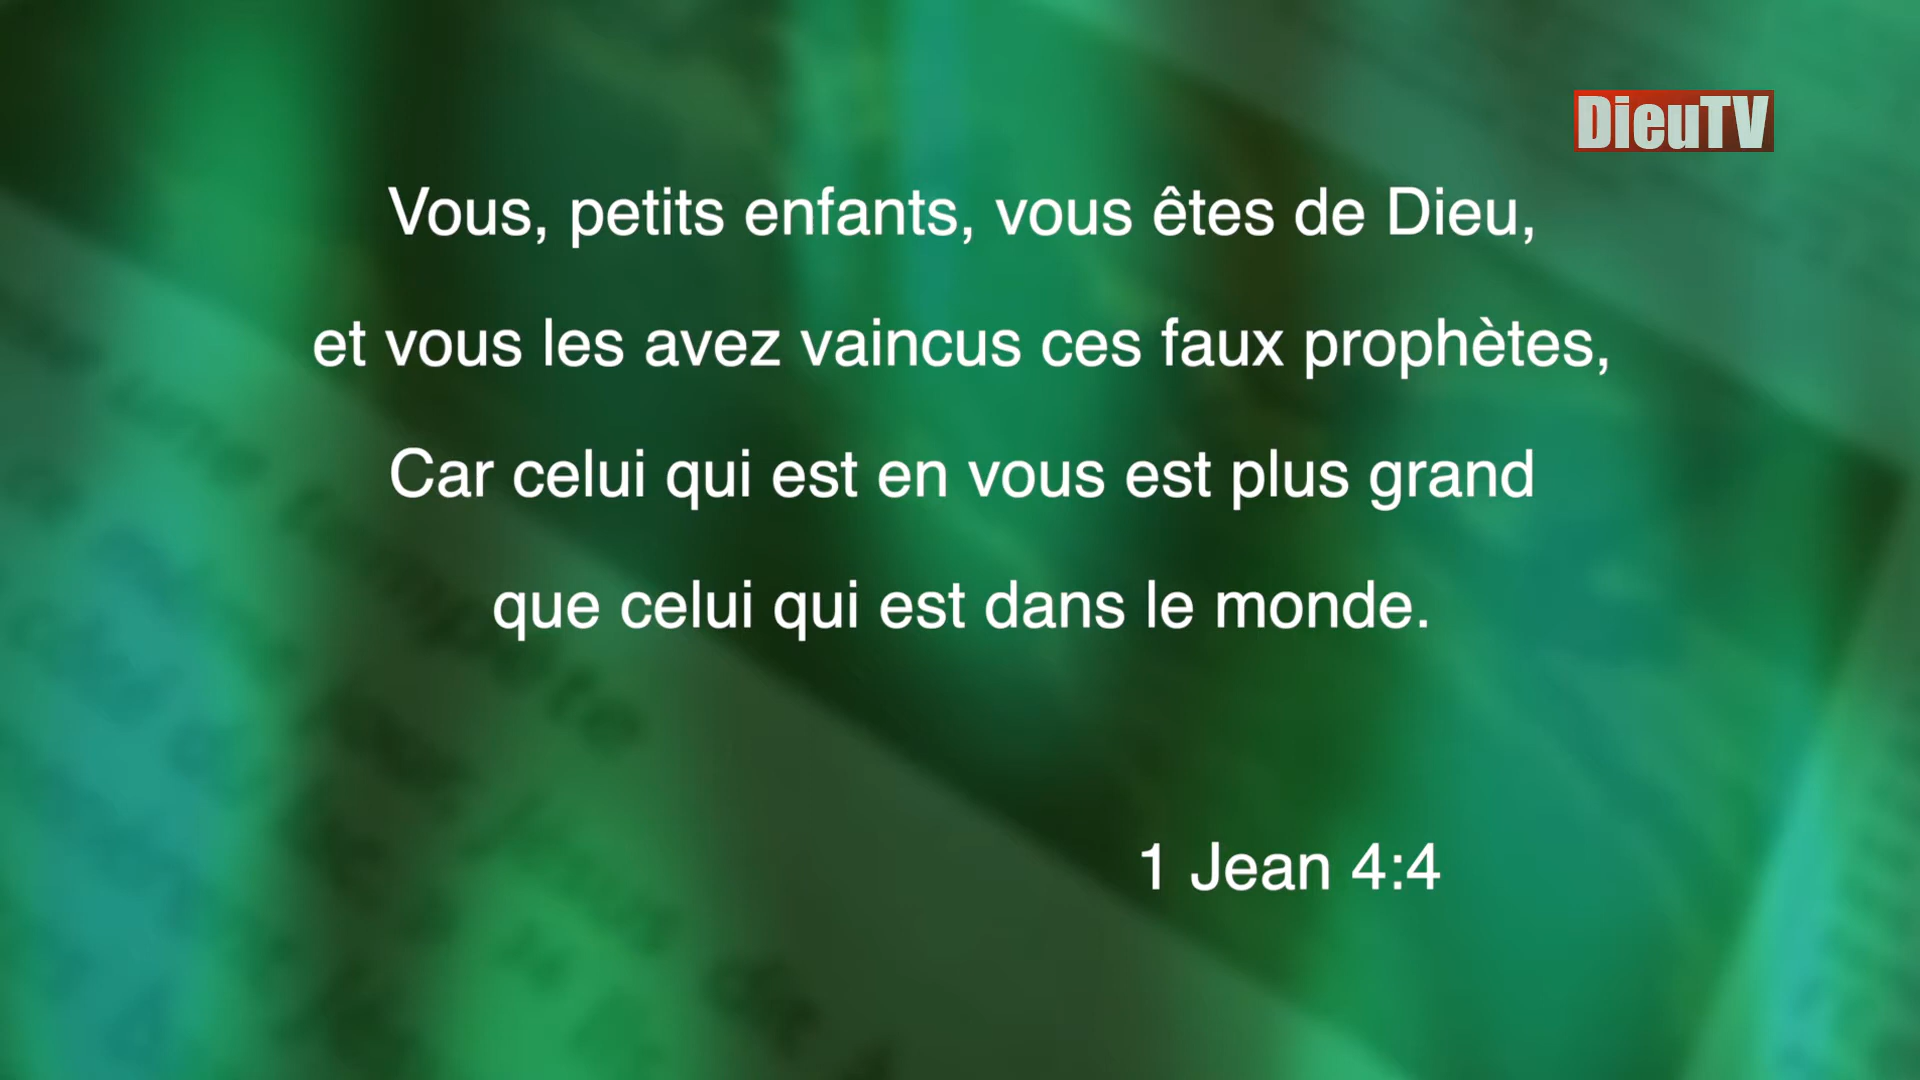 DieuTV
Vous, petits enfants, vous êtes de Dieu,
et vous les avez vaincus ces faux prophètes,
Car celui qui est en vous est plus grand
que celui qui est dans le monde.
1 Jean 4:4